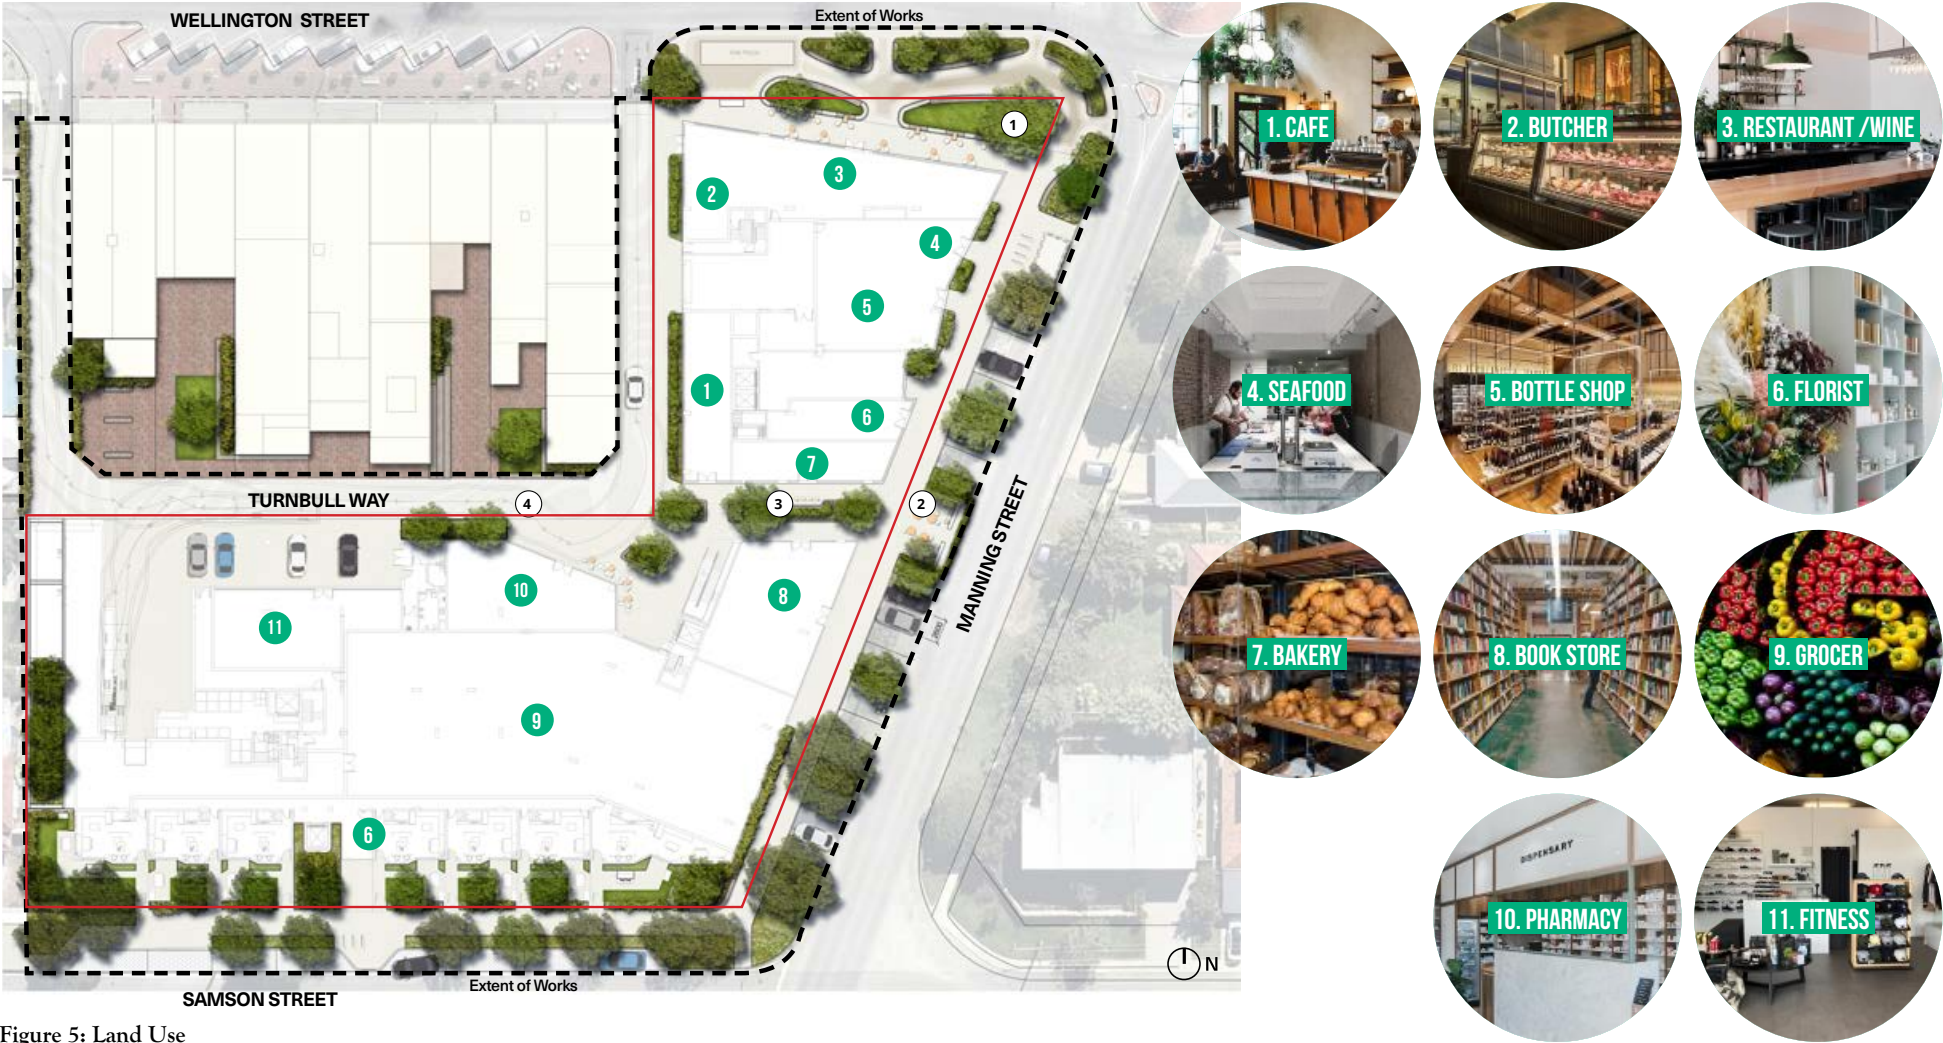 WELLINGTON STREET
Extent of Works
1
2
3
4
5
1
6
7
TURNBULL WAY
4
3
2
MANNING STREET
10
8
11
9
6
N
Extent of Works
SAMSON STREET
1. CAFE
2. BUTCHER
3. RESTAURANT /WINE
4. SEAFOOD
5. BOTTLE SHOP
6. FLORIST
7. BAKERY
8. BOOK STORE
9. GROCER
DISPENSARY
10. PHARMACY
11. FITNESS
Figure 5: Land Use